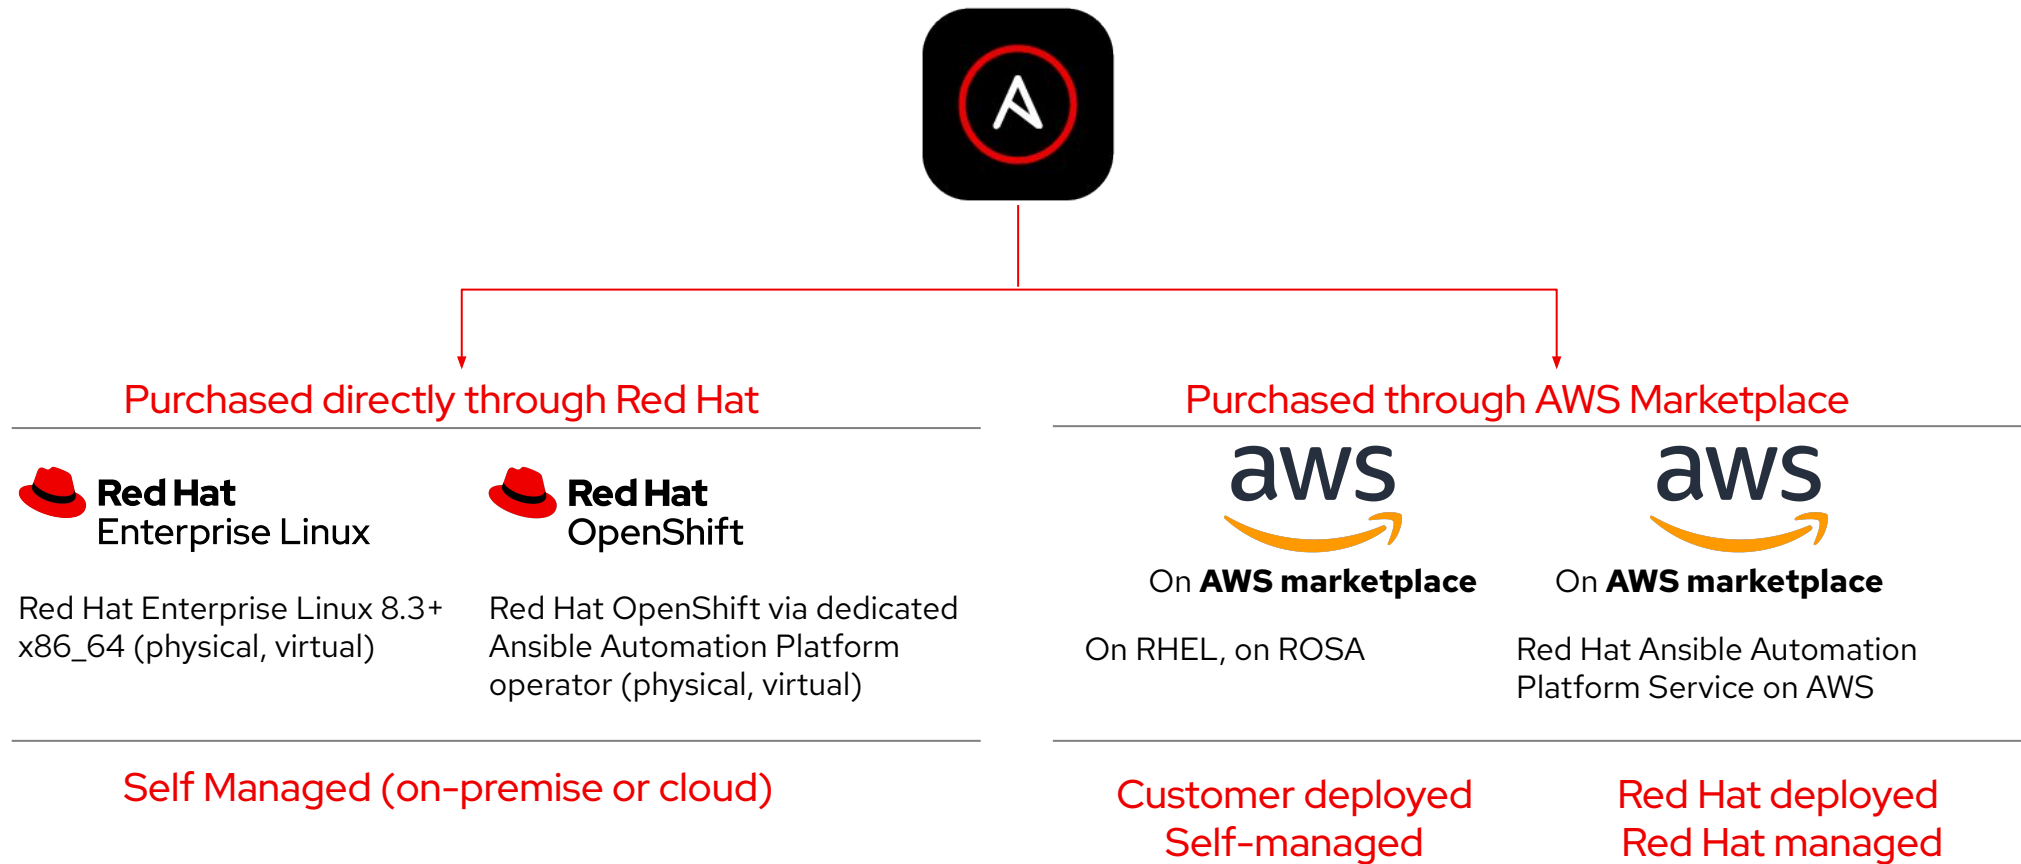 Purchased directly through Red Hat
Red Hat
Enterprise Linux
Red Hat Enterprise Linux 8.3+
x86_64 (physical, virtual)
Red Hat
OpenShift
Red Hat OpenShift via dedicated
Ansible Automation Platform
operator (physical, virtual)
Self Managed (on-premise or cloud)
Purchased through AWS Marketplace
aws
On AWS marketplace
On RHEL, on ROSA
Customer deployed
Self-managed
aws
On AWS marketplace
Red Hat Ansible Automation
Platform Service on AWS
Red Hat deployed
Red Hat managed